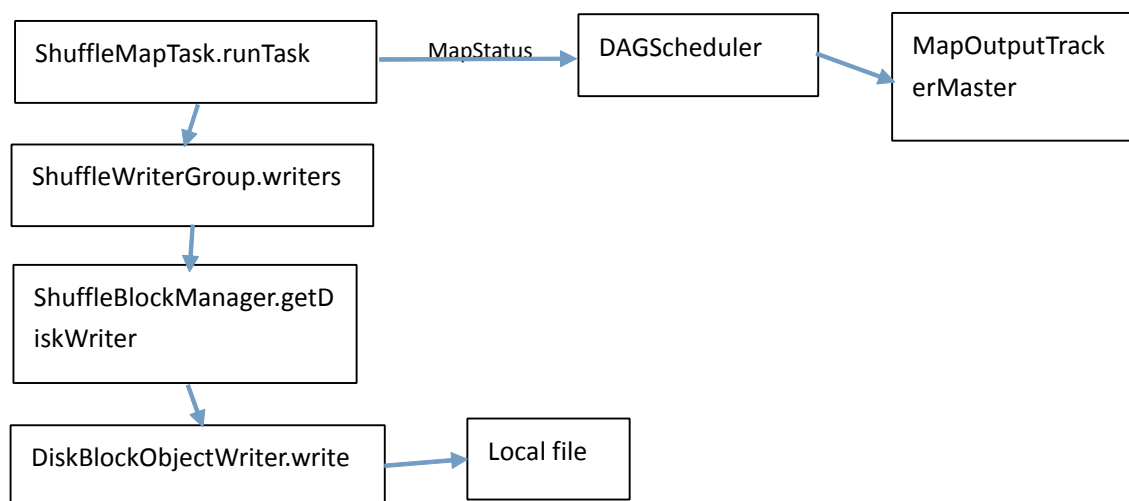 ShuffleMapTask.runTask
MapStatus
DAGScheduler
MapOutputTrack
erMaster
ShuffleWriterGroup.writers
ShuffleBlockManager.getD
iskWriter
DiskBlockObjectWriter.write
Local file